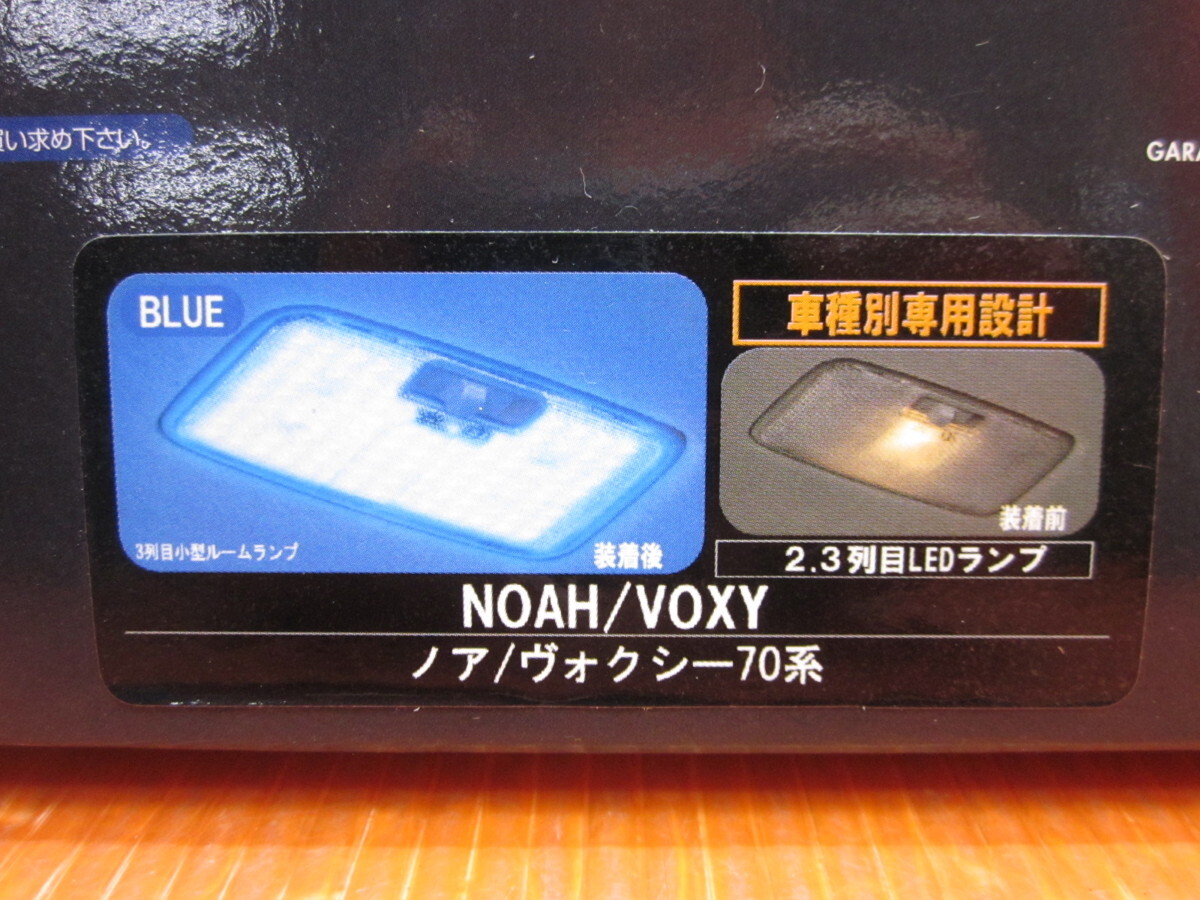 い求め下さい。
BLUE
3列目小型ルームランプ
装着後
車種別専用設計
装着前
2.3列目LEDランプ
NOAH/VOXY
ノア/ヴォクシー70系